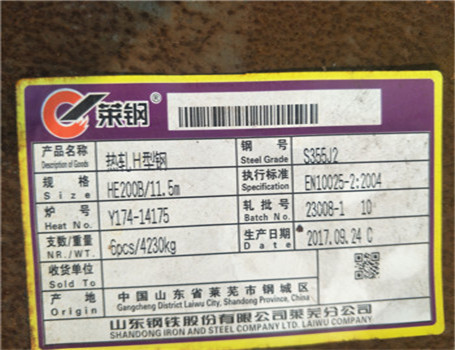 莱钢®
产品名称 热轧H型钢 钢 号 S355J2
Description of Goods Steel Grade
规 格 HE200B/11.5m 执行标准 EN10025-2:2004
Size Specification
炉 号 Y174-14175 轧批号 23008-1 10
Heat No. Batch No.
支数/重量 6pcs/4230kg 生产日期 2017.09.24 C
NR./WT. Date
收货单位
Sold To
产 地 中国山东省莱芜市钢城区
Origin Gangcheng District Laiwu City, Shandong Province, China
山东钢铁股份有限公司莱芜分公司
SHANDONG IRON AND STEEL COMPANY LTD. LAIWU COMPANY